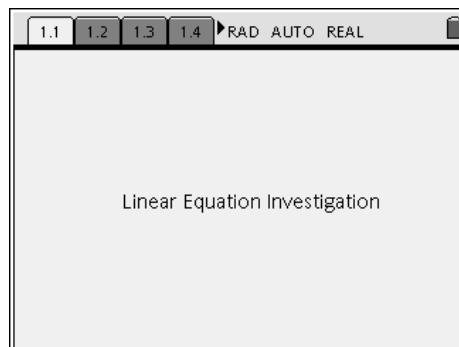 1.1 1.2 1.3 1.4 RAD AUTO REAL
Linear Equation Investigation